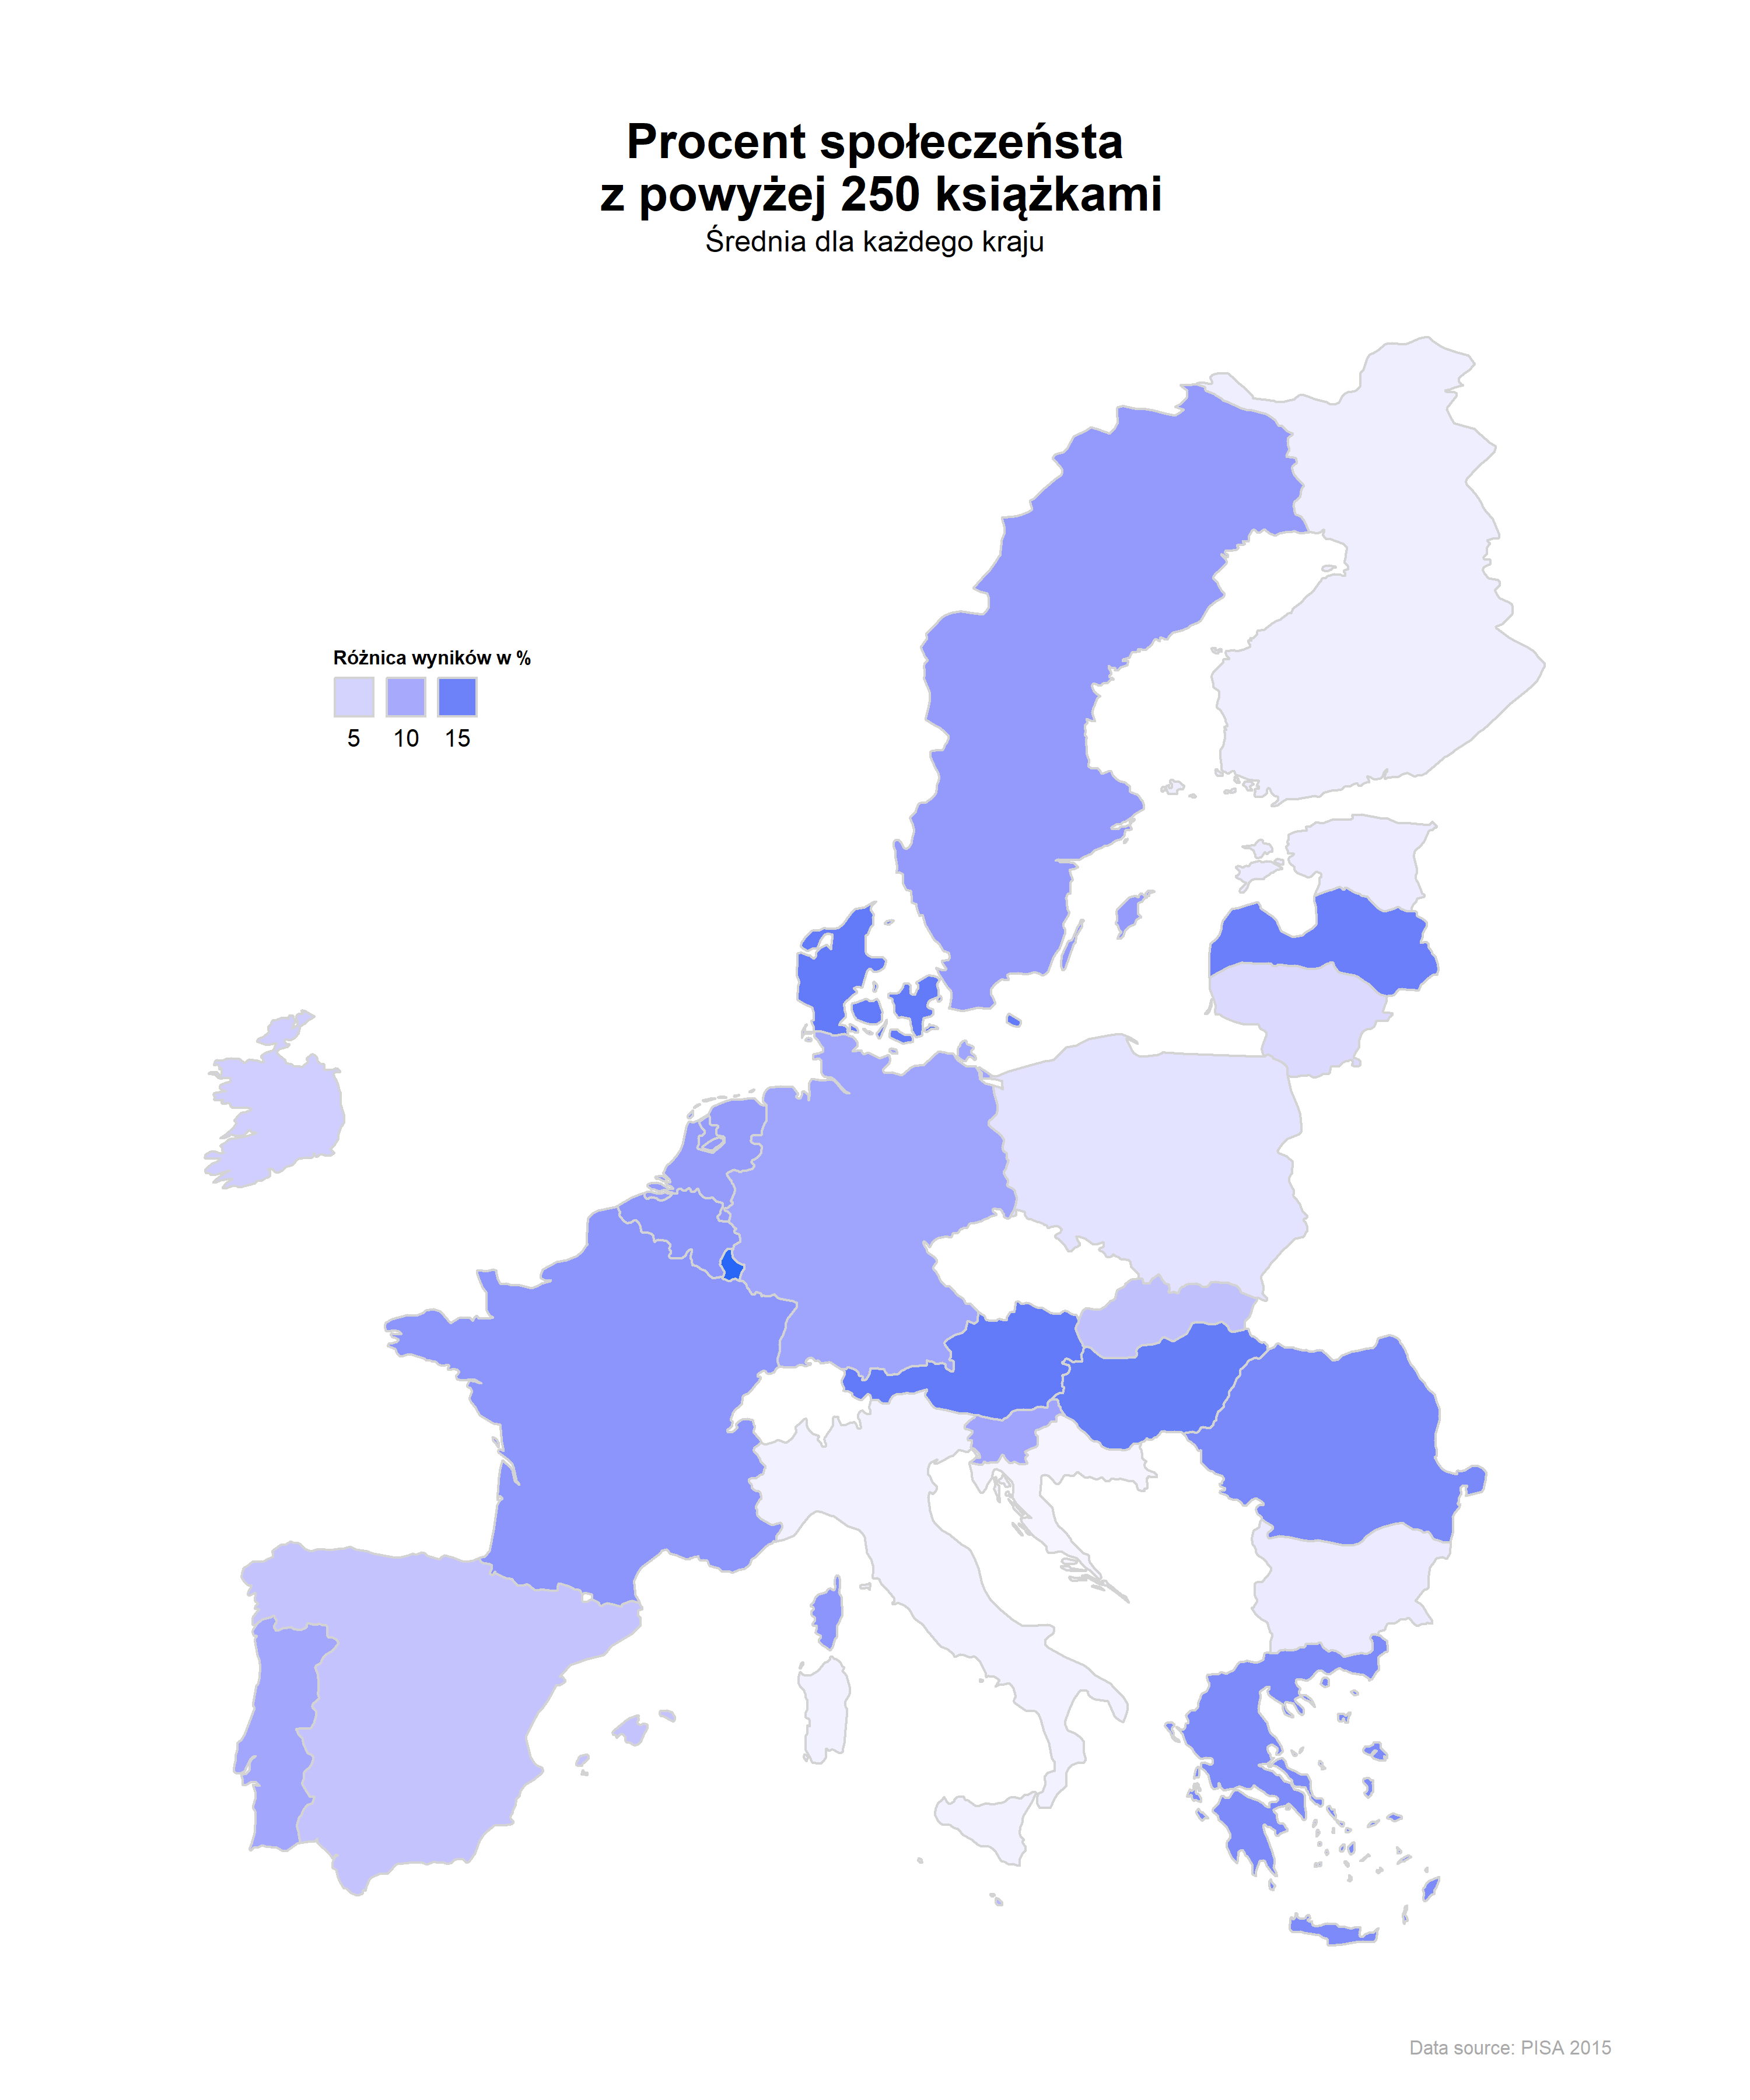 Procent społeczeństa
z powyżej 250 książkami
Średnia dla każdego kraju
Różnica wyników w %
5 10 15
Data source: PISA 2015